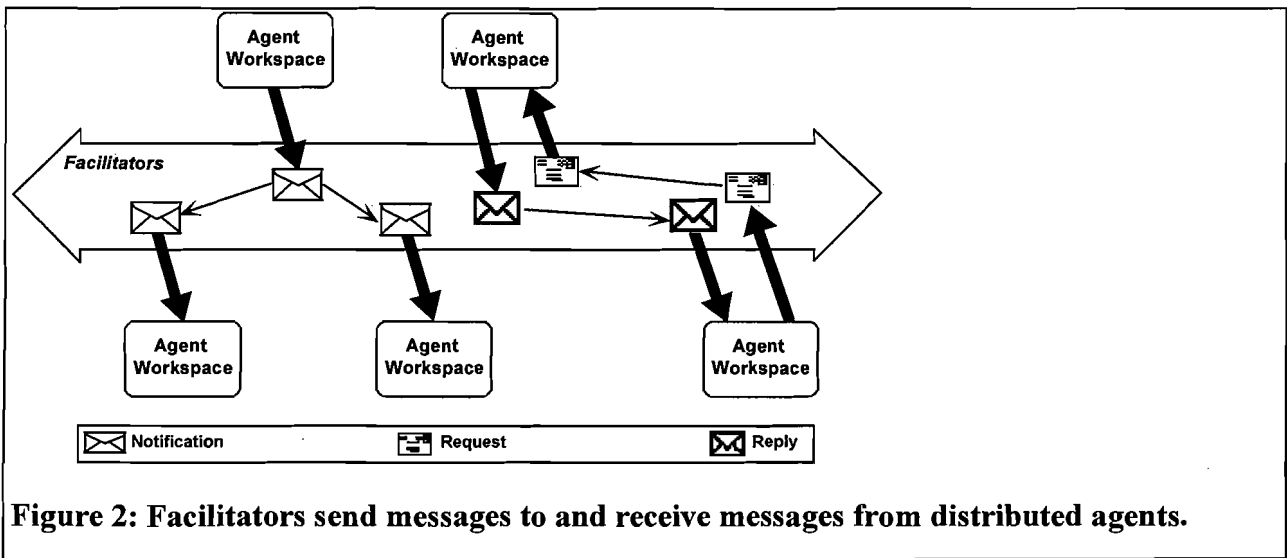 Agent
Workspace
Agent
Workspace
Facilitators
Agent
Workspace
Agent
Workspace
Agent
Workspace
Notification
Request
Reply
Figure 2: Facilitators send messages to and receive messages from distributed agents.